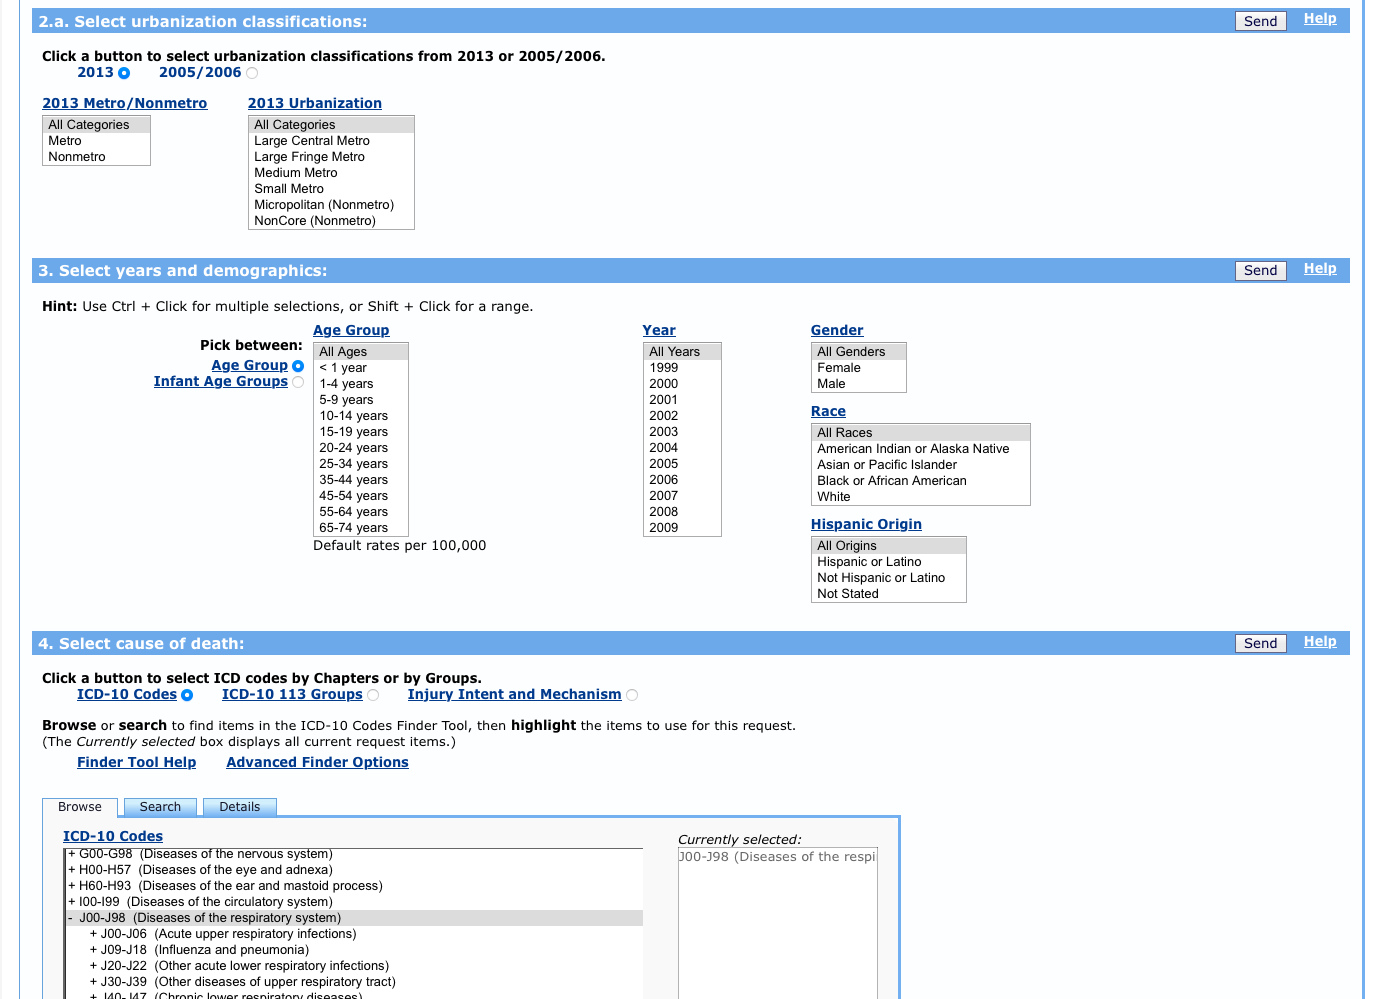 2.a. Select urbanization classifications:
Send
Help
Click a button to select urbanization classifications from 2013 or 2005/2006.
2013
2005/2006
2013 Metro/Nonmetro
All Categories
Metro
Nonmetro
2013 Urbanization
All Categories
Large Central Metro
Large Fringe Metro
Medium Metro
Small Metro
Micropolitan (Nonmetro)
NonCore (Nonmetro)
3. Select years and demographics:
Send
Help
Hint: Use Ctrl + Click for multiple selections, or Shift + Click for a range.
Pick between:
Age Group
Infant Age Groups
Age Group
All Ages
< 1 year
1-4 years
5-9 years
10-14 years
15-19 years
20-24 years
25-34 years
35-44 years
45-54 years
55-64 years
65-74 years
Default rates per 100,000
Year
All Years
1999
2000
2001
2002
2003
2004
2005
2006
2007
2008
2009
Gender
All Genders
Female
Male
Race
All Races
American Indian or Alaska Native
Asian or Pacific Islander
Black or African American
White
Hispanic Origin
All Origins
Hispanic or Latino
Not Hispanic or Latino
Not Stated
4. Select cause of death:
Send
Help
Click a button to select ICD codes by Chapters or by Groups.
ICD-10 Codes
ICD-10 113 Groups
Injury Intent and Mechanism
Browse or search to find items in the ICD-10 Codes Finder Tool, then highlight the items to use for this request.
(The Currently selected box displays all current request items.)
Finder Tool Help
Advanced Finder Options
Browse
Search
Details
ICD-10 Codes
+ G00-G98 (Diseases of the nervous system)
+ H00-H57 (Diseases of the eye and adnexa)
+ H60-H93 (Diseases of the ear and mastoid process)
+ I00-I99 (Diseases of the circulatory system)
- J00-J98 (Diseases of the respiratory system)
+ J00-J06 (Acute upper respiratory infections)
+ J09-J18 (Influenza and pneumonia)
+ J20-J22 (Other acute lower respiratory infections)
+ J30-J39 (Other diseases of upper respiratory tract)
+ J40-J47 (Chronic lower respiratory diseases)
Currently selected:
J00-J98 (Diseases of the respi